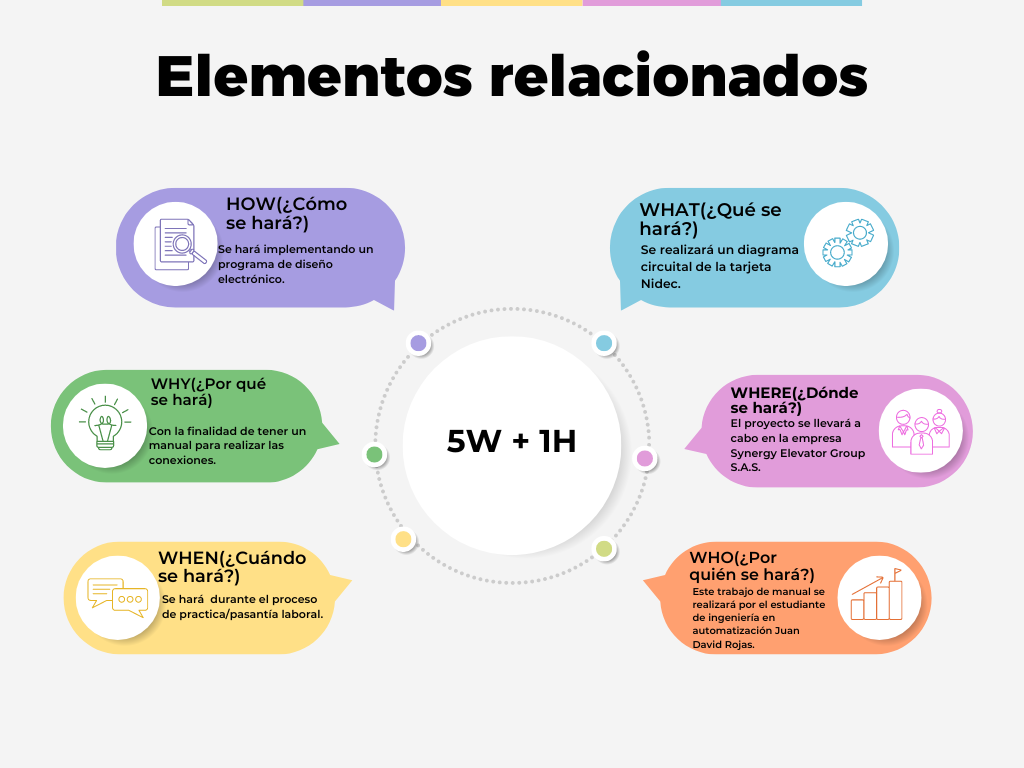 Elementos relacionados
HOW(¿Cómo
se hará?)
Se hará implementando un
programa de diseño
electrónico.
WHAT(¿Qué se
hará?)
Se realizará un diagrama
circuital de la tarjeta
Nidec.
WHY(¿Por qué
se hará)
Con la finalidad de tener un
manual para realizar las
conexiones.
5W + 1H
WHERE(¿Dónde
se hará?)
El proyecto se llevará a
cabo en la empresa
Synergy Elevator Group
S.A.S.
WHEN(¿Cuándo
se hará?)
Se hará  durante el proceso
de practica/pasantía laboral.
WHO(¿Por
quién se hará?)
Este trabajo de manual se
realizará por el estudiante
de ingeniería en
automatización Juan
David Rojas.